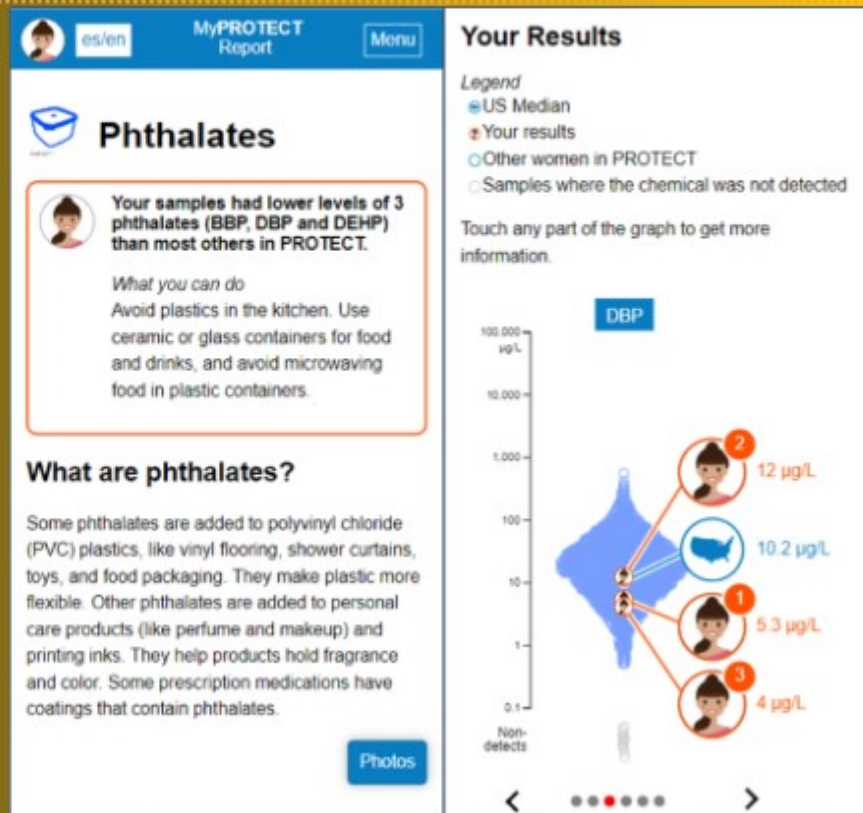 es/en
MyPROTECT
Report
Menu
Phthalates
Your samples had lower levels of 3
phthalates (BBP, DBP and DEHP)
than most others in PROTECT.
What you can do
Avoid plastics in the kitchen. Use
ceramic or glass containers for food
and drinks, and avoid microwaving
food in plastic containers.
What are phthalates?
Some phthalates are added to polyvinyl chloride
(PVC) plastics, like vinyl flooring, shower curtains,
toys, and food packaging. They make plastic more
flexible. Other phthalates are added to personal
care products (like perfume and makeup) and
printing inks. They help products hold fragrance
and color. Some prescription medications have
coatings that contain phthalates.
Photos
Your Results
Legend
US Median
Your results
Other women in PROTECT
Samples where the chemical was not detected
Touch any part of the graph to get more
information.
DBP
100,000
µg/L
10,000
1,000
100
10
1
0.1
Non-
detects
2
12 µg/L
10.2 µg/L
1
5.3 µg/L
3
4 µg/L